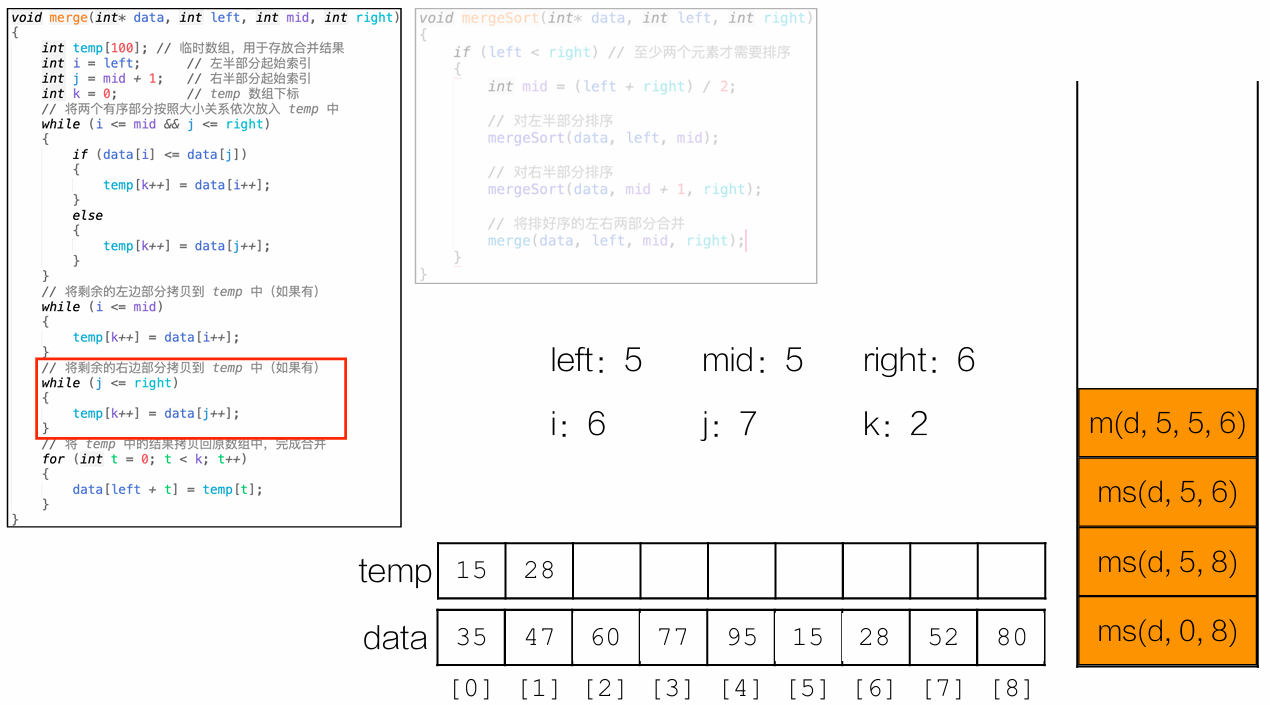 void merge(int* data, int left, int mid, int right)
{
int temp[100]; // 临时数组，用于存放合并结果
int i = left; // 左半部分起始索引
int j = mid + 1; // 右半部分起始索引
int k = 0; // temp 数组下标
// 将两个有序部分按照大小关系依次放入 temp 中
while (i <= mid && j <= right)
{
if (data[i] <= data[j])
{
temp[k++] = data[i++];
}
else
{
temp[k++] = data[j++];
}
}
// 将剩余的左边部分拷贝到 temp 中（如果有）
while (i <= mid)
{
temp[k++] = data[i++];
}
// 将剩余的右边部分拷贝到 temp 中（如果有）
while (j <= right)
{
temp[k++] = data[j++];
}
// 将 temp 中的结果拷贝回原数组中，完成合并
for (int t = 0; t < k; t++)
{
data[left + t] = temp[t];
}
}
void mergeSort(int* data, int left, int right)
{
if (left < right) // 至少两个元素才需要排序
{
int mid = (left + right) / 2;
// 对左半部分排序
mergeSort(data, left, mid);
// 对右半部分排序
mergeSort(data, mid + 1, right);
// 将排好序的左右两部分合并
merge(data, left, mid, right);
}
}
left: 5 mid: 5 right: 6
i: 6 j: 7 k: 2
m(d, 5, 5, 6)
ms(d, 5, 6)
ms(d, 5, 8)
ms(d, 0, 8)
temp 15 28
data 35 47 60 77 95 15 28 52 80
[0] [1] [2] [3] [4] [5] [6] [7] [8]